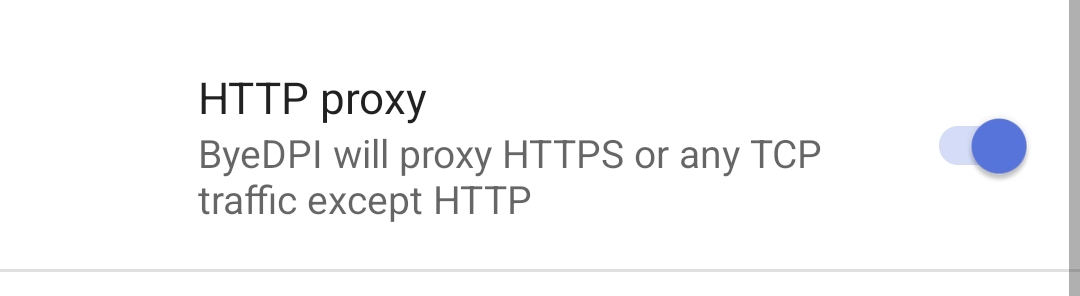 HTTP proxy
ByeDPI will proxy HTTPS or any TCP
traffic except HTTP